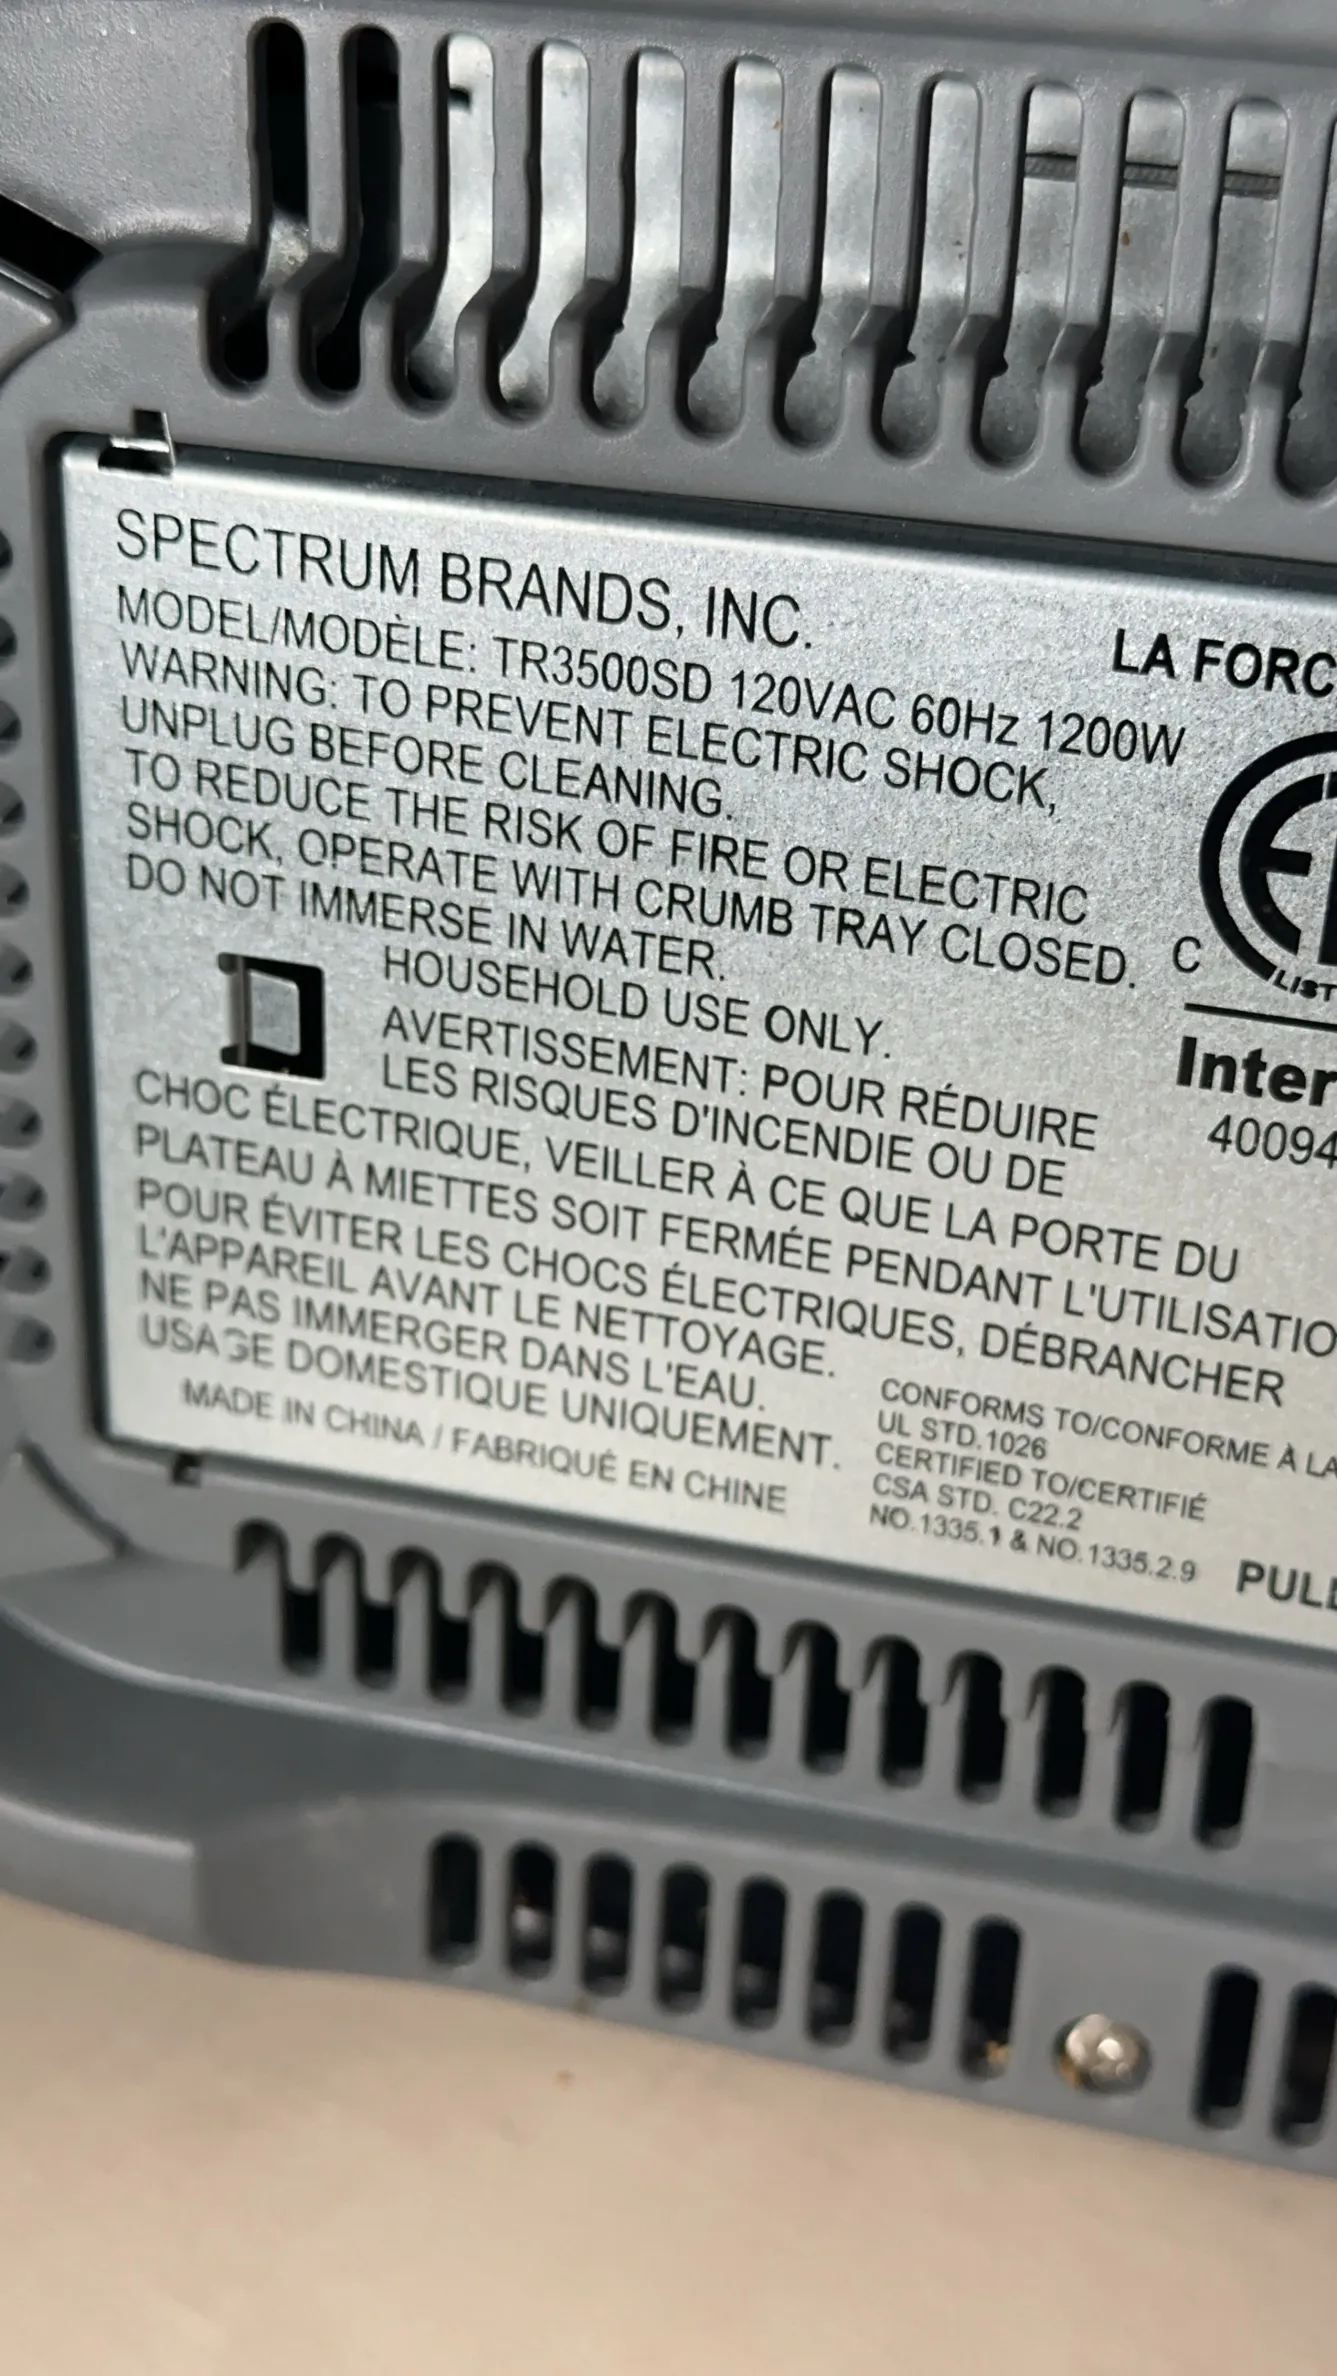 SPECTRUM BRANDS, INC.
MODEL/MODÈLE: TR3500SD 120VAC 60Hz 1200W
WARNING: TO PREVENT ELECTRIC SHOCK,
UNPLUG BEFORE CLEANING.
TO REDUCE THE RISK OF FIRE OR ELECTRIC
SHOCK, OPERATE WITH CRUMB TRAY CLOSED.
DO NOT IMMERSE IN WATER.
HOUSEHOLD USE ONLY.
AVERTISSEMENT: POUR RÉDUIRE
LES RISQUES D'INCENDIE OU DE
CHOC ÉLECTRIQUE, VEILLER À CE QUE LA PORTE DU
PLATEAU À MIETTES SOIT FERMÉE PENDANT L'UTILISATIO
POUR ÉVITER LES CHOCS ÉLECTRIQUES, DÉBRANCHER
L'APPAREIL AVANT LE NETTOYAGE.
NE PAS IMMERGER DANS L'EAU.
USAGE DOMESTIQUE UNIQUEMENT.
MADE IN CHINA / FABRIQUÉ EN CHINE
CONFORMS TO/CONFORME À LA
UL STD.1026
CERTIFIED TO/CERTIFIÉ
CSA STD. C22.2
NO.1335.1 & NO.1335.2.9
LA FORC
C
LIST
Inter
40094
PULL